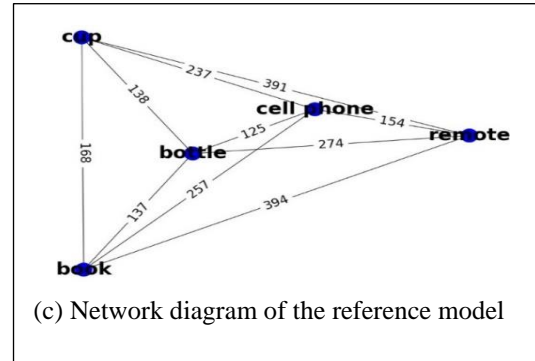 cup
237
391
138
cell phone
154
125
remote
bottle
274
168
137
257
394
book
(c) Network diagram of the reference model